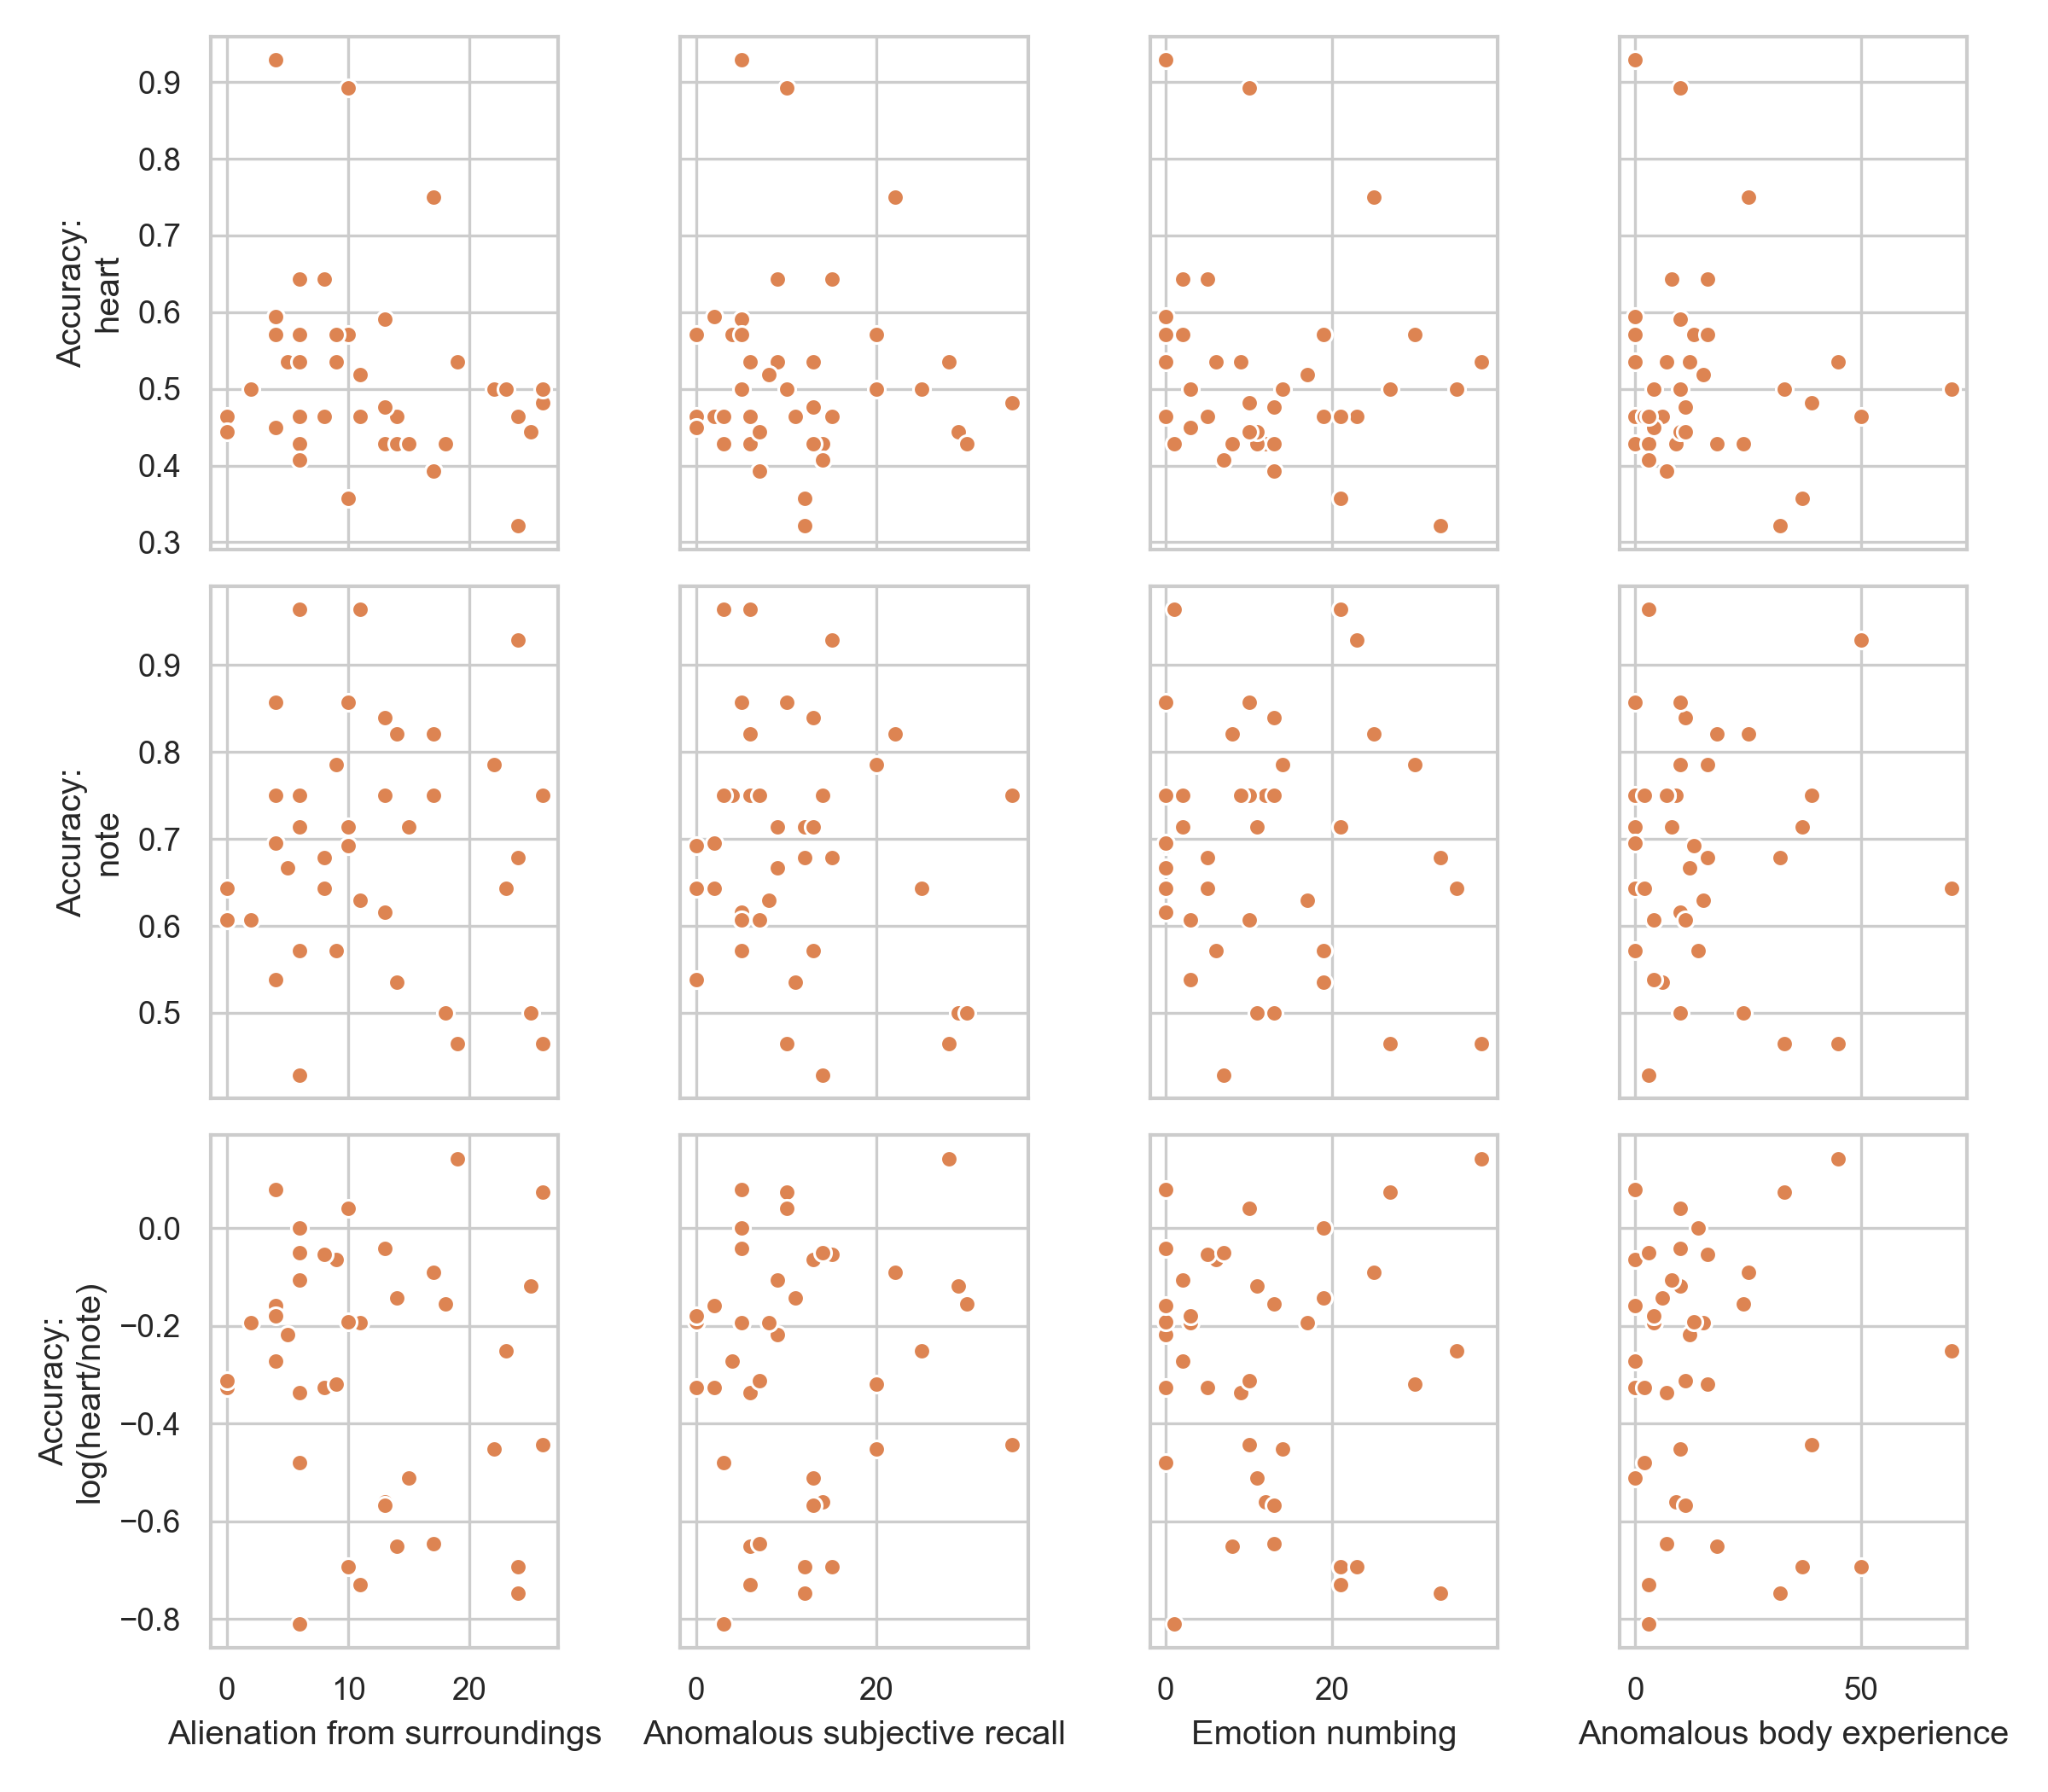 Accuracy:
heart
0.9
0.8
0.7
0.6
0.5
0.4
0.3
Accuracy:
note
0.9
0.8
0.7
0.6
0.5
Accuracy:
log(heart/note)
0.0
−0.2
−0.4
−0.6
−0.8
0 10 20
0 20
0 20
0 50
Alienation from surroundings
Anomalous subjective recall
Emotion numbing
Anomalous body experience